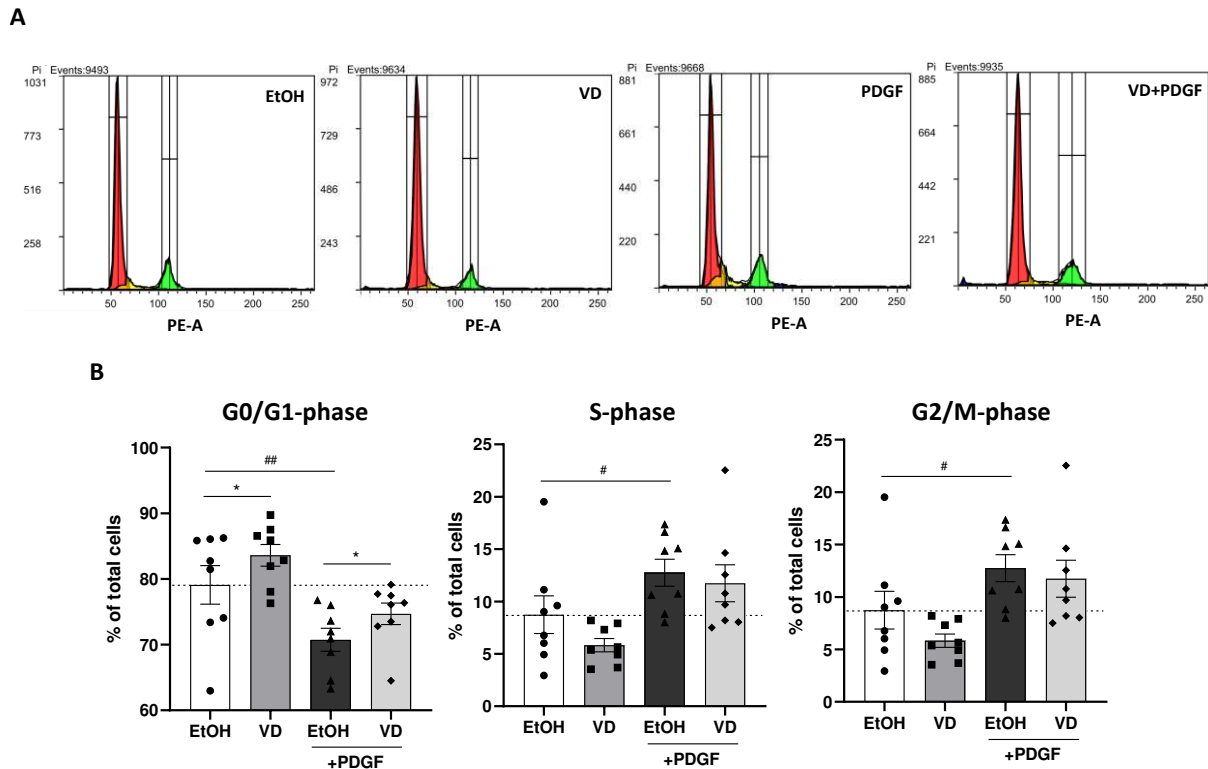 A
Pi Events:9493
EtOH
1031
773
516
258
50 100 150 200 250
PE-A
Pi Events:9634
VD
972
729
486
243
50 100 150 200 250
PE-A
Pi Events:9668
PDGF
881
661
440
220
50 100 150 200 250
PE-A
Pi Events:9935
VD+PDGF
885
664
442
221
50 100 150 200 250
PE-A
B
G0/G1-phase
% of total cells
100
90
80
70
60
##
*
*
EtOH VD EtOH VD
+PDGF
S-phase
% of total cells
25
20
15
10
5
0
#
EtOH VD EtOH VD
+PDGF
G2/M-phase
% of total cells
25
20
15
10
5
0
#
EtOH VD EtOH VD
+PDGF